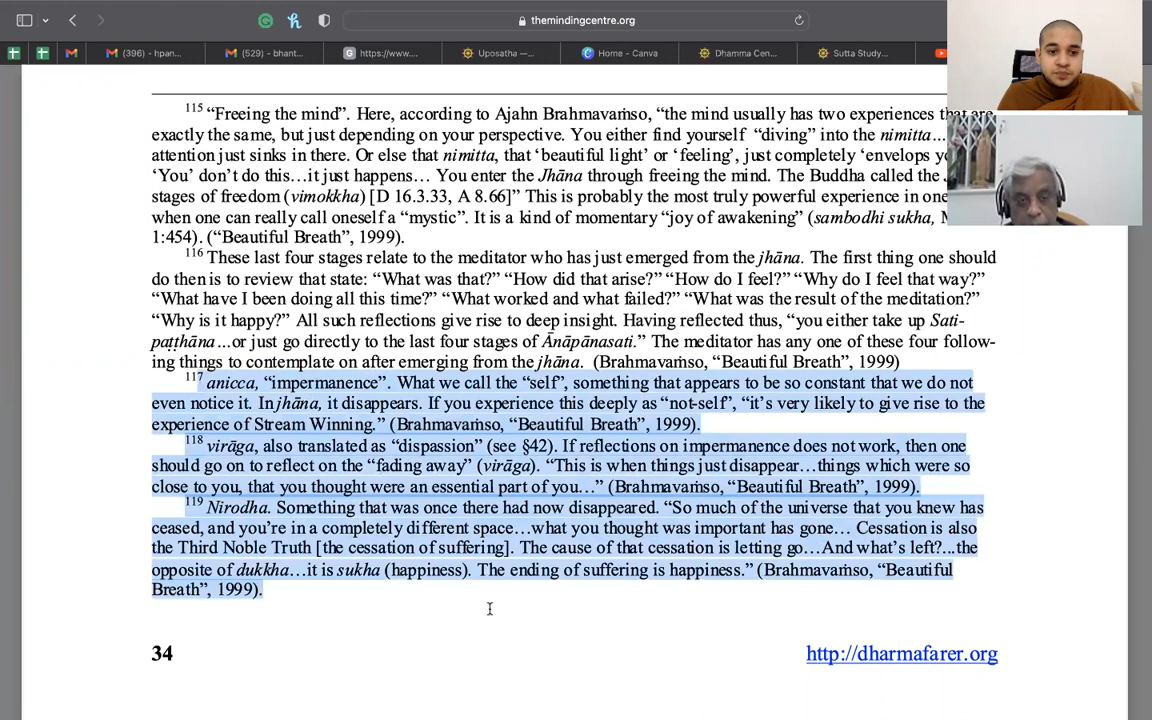 themindingcentre.org
(396) – hpan...
(529) – bhant...
https://www....
Uposatha —...
Home – Canva
Dhamma Cen...
Sutta Study...
115 “Freeing the mind”. Here, according to Ajahn Brahmavaṁso, “the mind usually has two experiences that are
exactly the same, but just depending on your perspective. You either find yourself “diving” into the nimitta…
attention just sinks in there. Or else that nimitta, that ‘beautiful light’ or ‘feeling’, just completely ‘envelops
‘You’ don’t do this…it just happens… You enter the Jhāna through freeing the mind. The Buddha called the
stages of freedom (vimokkha) [D 16.3.33, A 8.66]” This is probably the most truly powerful experience in
when one can really call oneself a “mystic”. It is a kind of momentary “joy of awakening” (sambodhi sukha,
1:454). (“Beautiful Breath”, 1999).
116 These last four stages relate to the meditator who has just emerged from the jhāna. The first thing one should
do then is to review that state: “What was that?” “How did that arise?” “How do I feel?” “Why do I feel that way?”
“What have I been doing all this time?” “What worked and what failed?” “What was the result of the meditation?”
“Why is it happy?” All such reflections give rise to deep insight. Having reflected thus, “you either take up Sati-
paṭṭhāna…or just go directly to the last four stages of Ānāpānasati.” The meditator has any one of these four follow-
ing things to contemplate on after emerging from the jhāna. (Brahmavaṁso, “Beautiful Breath”, 1999)
117 anicca, “impermanence”. What we call the “self”, something that appears to be so constant that we do not
even notice it. In jhāna, it disappears. If you experience this deeply as “not-self”, “it’s very likely to give rise to the
experience of Stream Winning.” (Brahmavaṁso, “Beautiful Breath”, 1999).
118 virāga, also translated as “dispassion” (see §42). If reflections on impermanence does not work, then one
should go on to reflect on the “fading away” (virāga). “This is when things just disappear…things which were so
close to you, that you thought were an essential part of you…” (Brahmavaṁso, “Beautiful Breath”, 1999).
119 Nirodha. Something that was once there had now disappeared. “So much of the universe that you knew has
ceased, and you’re in a completely different space…what you thought was important has gone… Cessation is also
the Third Noble Truth [the cessation of suffering]. The cause of that cessation is letting go…And what’s left?...the
opposite of dukkha…it is sukha (happiness). The ending of suffering is happiness.” (Brahmavaṁso, “Beautiful
Breath”, 1999).
34
http://dharmafarer.org